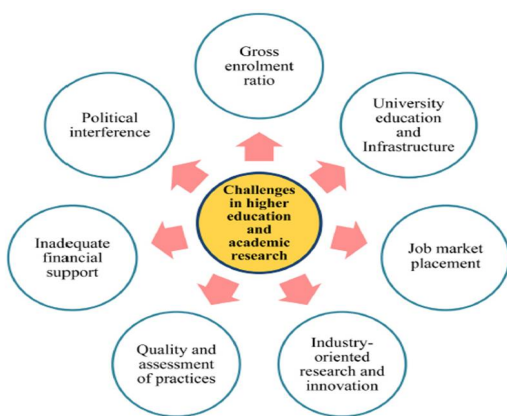 Gross
enrolment
ratio
University
education
and
Infrastructure
Job market
placement
Industry-
oriented
research and
innovation
Quality and
assessment
of practices
Inadequate
financial
support
Political
interference
Challenges
in higher
education
and
academic
research